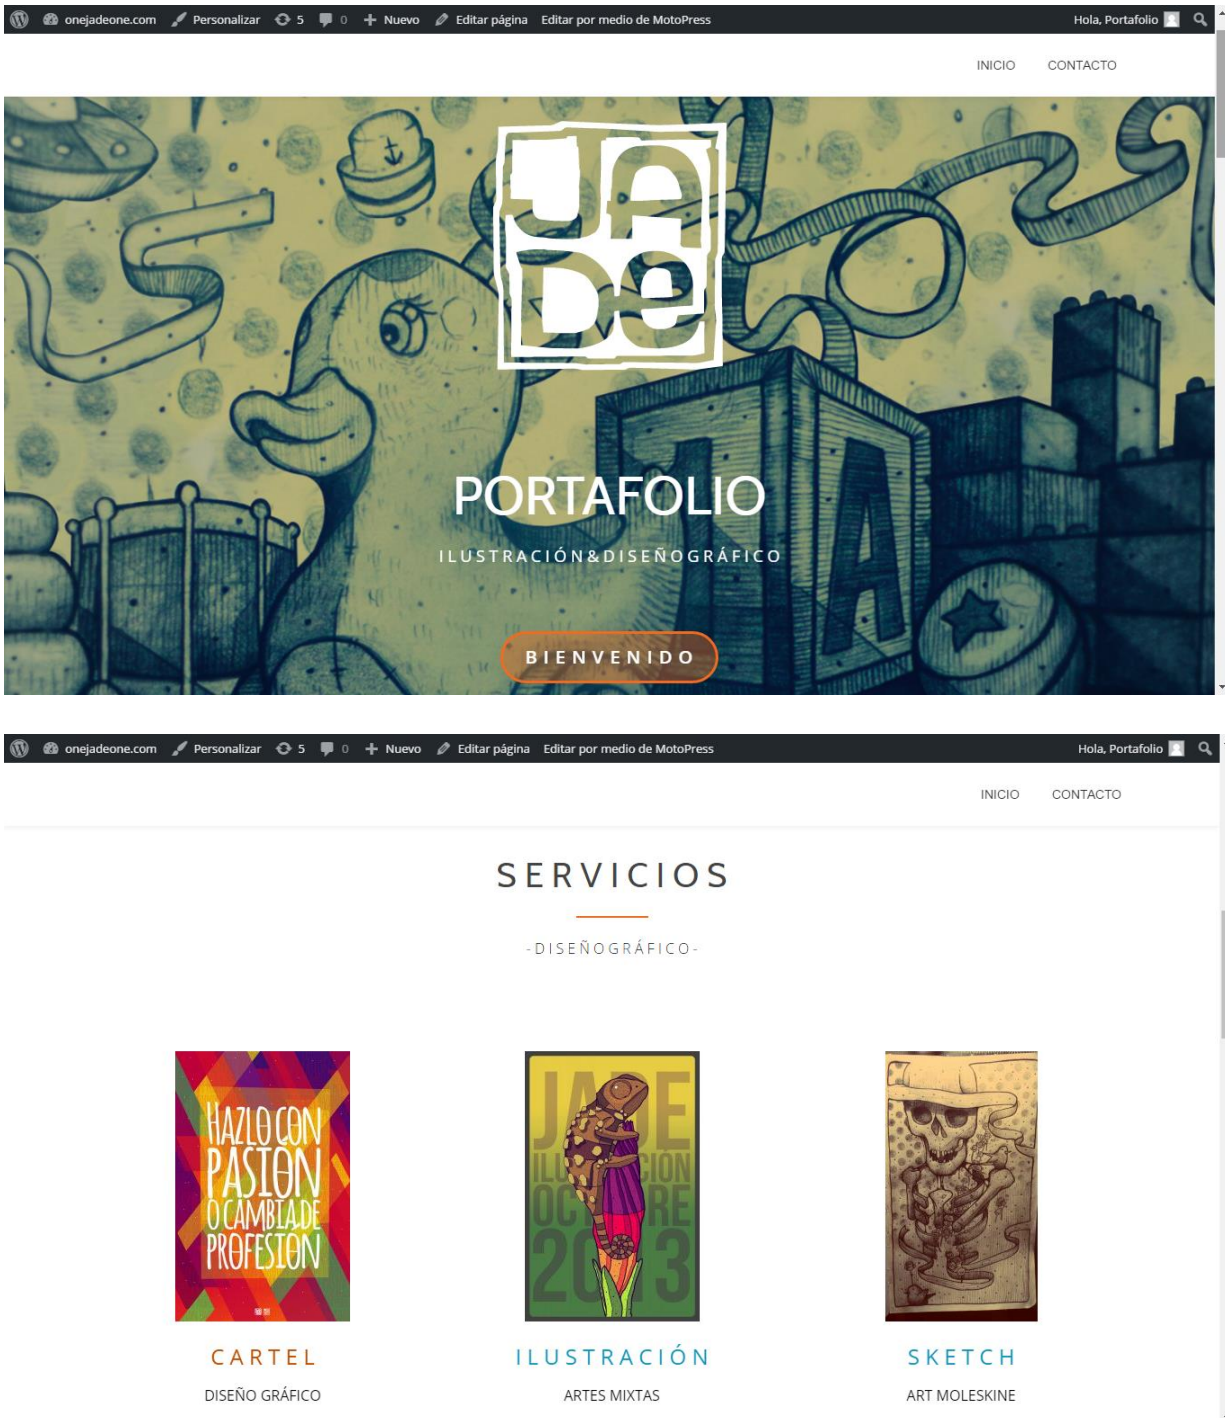 onejadeone.com Personalizar 5 0 Nuevo Editar página Editar por medio de MotoPress Hola, Portafolio
INICIO CONTACTO
JADe
TA
PORTAFOLIO
ILUSTRACIÓN&DISEÑOGRÁFICO
BIENVENIDO
onejadeone.com Personalizar 5 0 Nuevo Editar página Editar por medio de MotoPress Hola, Portafolio
INICIO CONTACTO
SERVICIOS
-DISEÑOGRÁFICO-
HAZLO CON
PASIÓN
O CAMBIA DE
PROFESIÓN
JADE
ILUSTRACIÓN
OCTUBRE
2013
CARTEL ILUSTRACIÓN SKETCH
DISEÑO GRÁFICO ARTES MIXTAS ART MOLESKINE